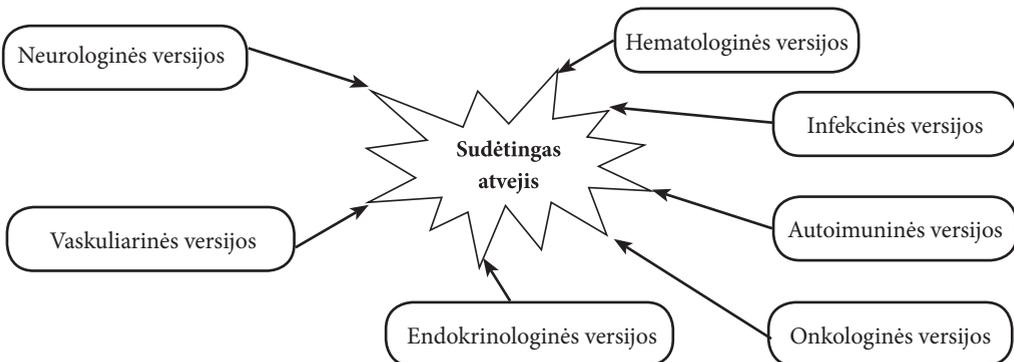 Neurologinės versijos
Hematologinės versijos
Infekcinės versijos
Sudėtingas
atvejis
Autoimuninės versijos
Vaskuliarinės versijos
Endokrinologinės versijos
Onkologinės versijos